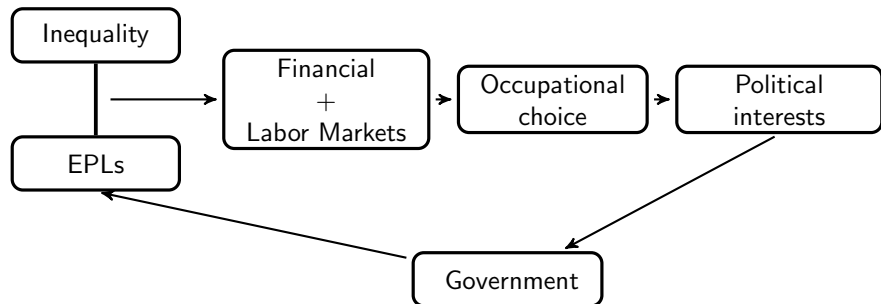 Inequality
Financial
+
Labor Markets
Occupational
choice
Political
interests
EPLs
Government